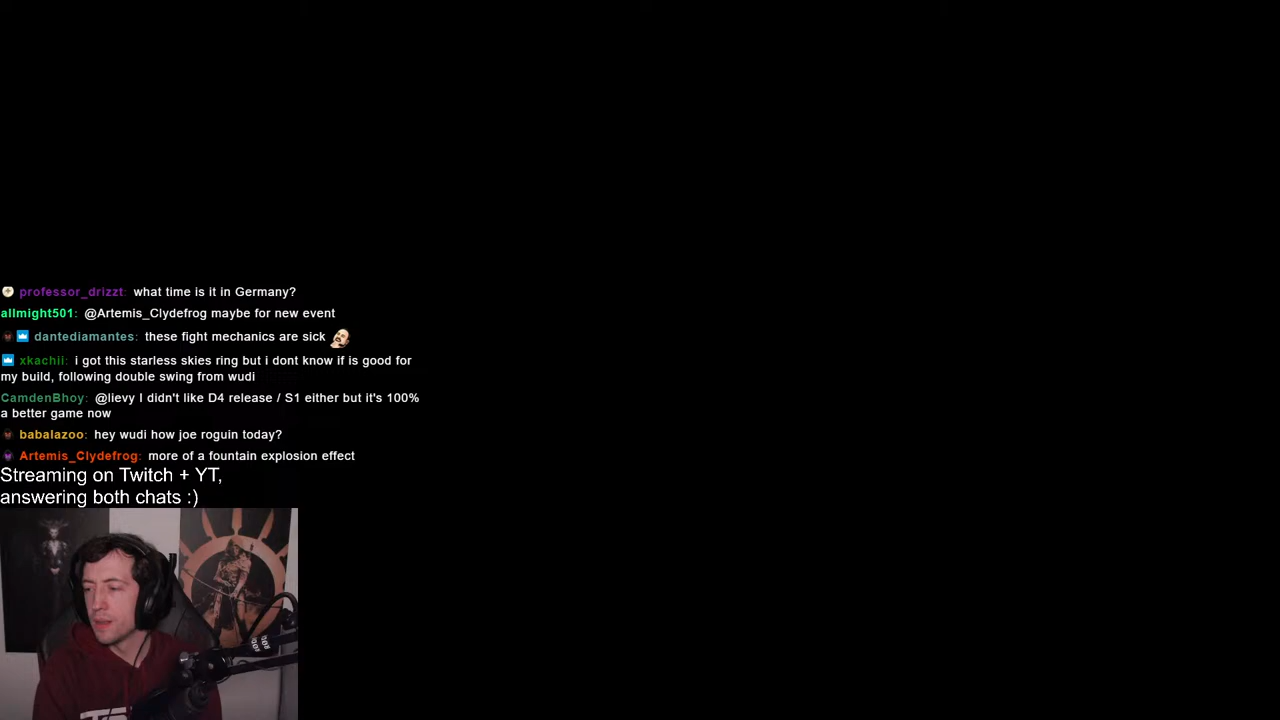 professor_drizzt: what time is it in Germany?
allmight501: @Artemis_Clydefrog maybe for new event
dantediamantes: these fight mechanics are sick
xkachii: i got this starless skies ring but i dont know if is good for
my build, following double swing from wudi
CamdenBhoy: @lievy I didn't like D4 release / S1 either but it's 100%
a better game now
babalazoo: hey wudi how joe roguin today?
Artemis_Clydefrog: more of a fountain explosion effect
Streaming on Twitch + YT,
answering both chats :)